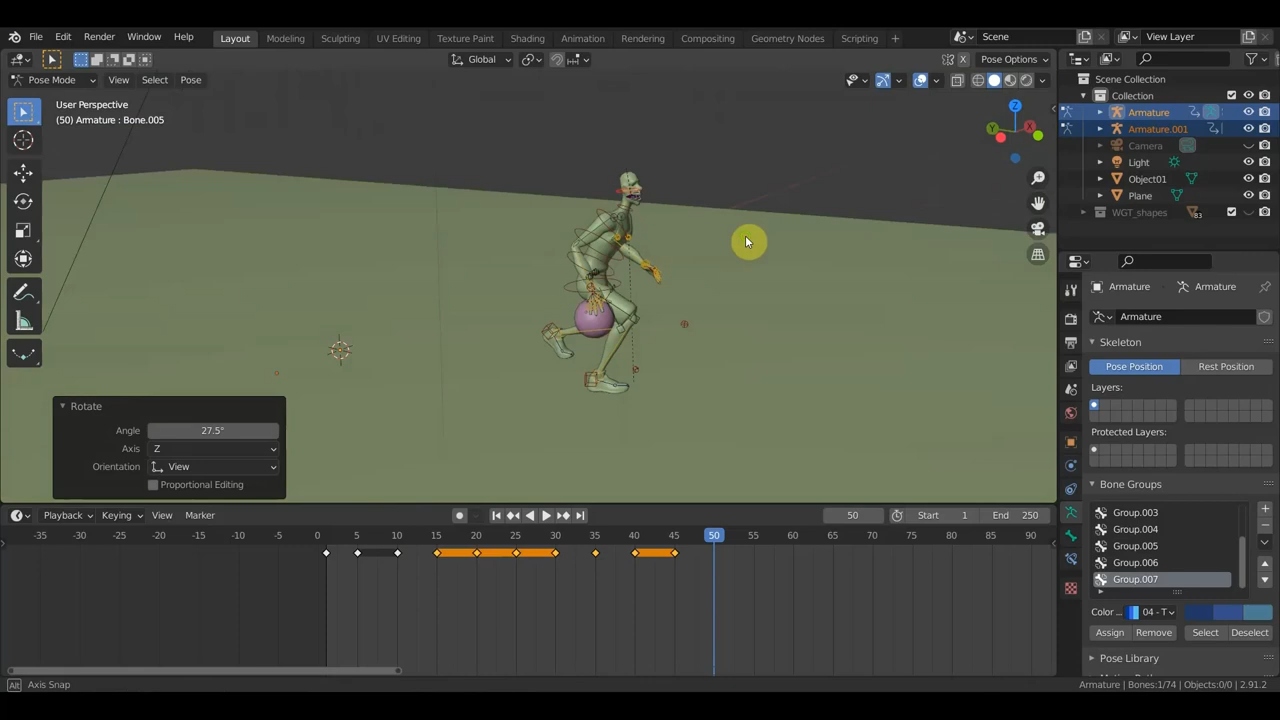 File Edit Render Window Help Layout Modeling Sculpting UV Editing Texture Paint Shading Animation Rendering Compositing Geometry Nodes Scripting + Scene View Layer
Global X Pose Options
Pose Mode View Select Pose
Scene Collection
Collection
Armature
Armature.001
Camera
Light
Object01
Plane
WGT_shapes 83
User Perspective
(50) Armature : Bone.005
Z
Y
X
Rotate
Angle 27.5°
Axis Z
Orientation View
Proportional Editing
Armature Armature
Armature
Skeleton
Pose Position Rest Position
Layers:
Protected Layers:
Bone Groups
Group.003
Group.004
Group.005
Group.006
Group.007
Color ... 04 - T
Assign Remove Select Deselect
Pose Library
Playback Keying View Marker 50 Start 1 End 250
-35 -30 -25 -20 -15 -10 -5 0 5 10 15 20 25 30 35 40 45 50 55 60 65 70 75 80 85 90
Alt Axis Snap Armature | Bones:1/74 | Objects:0/0 | 2.91.2